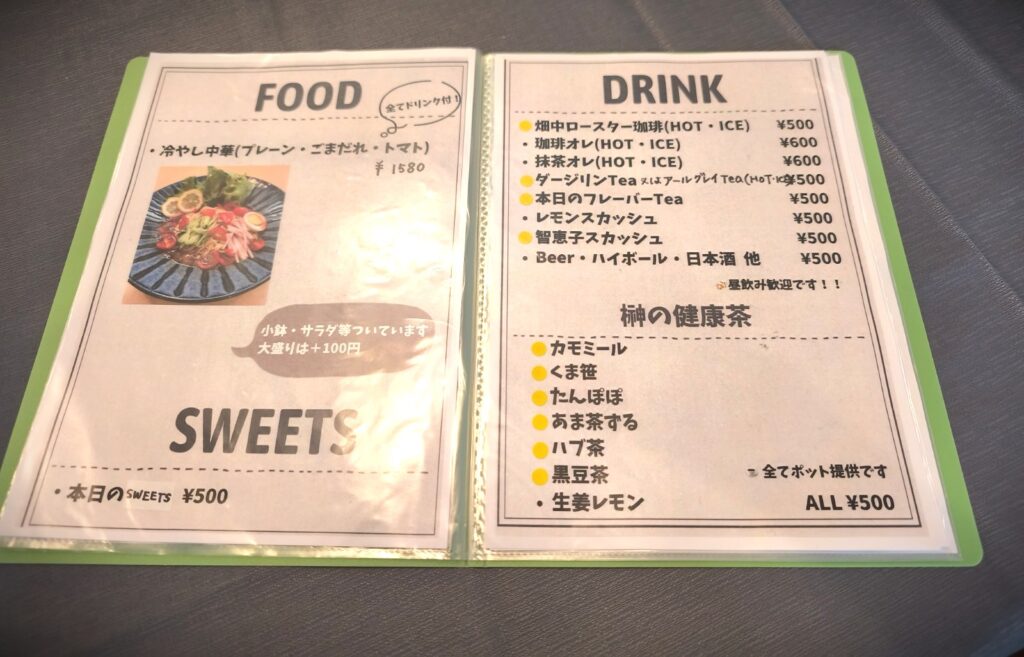 FOOD
全てドリンク付!
・冷やし中華(プレーン・ごまだれ・トマト)
¥1580
小鉢・サラダ等ついています
大盛りは+100円
SWEETS
・本日のSWEETS ¥500
DRINK
畑中ロースター珈琲(HOT・ICE) ¥500
・珈琲オレ(HOT・ICE) ¥600
・抹茶オレ(HOT・ICE) ¥600
ダージリンTea 又はアールグレイTea(HOT・ICE) ¥500
本日のフレーバーTea ¥500
・レモンスカッシュ ¥500
智恵子スカッシュ ¥500
・Beer・ハイボール・日本酒 他 ¥500
昼飲み歓迎です!!
榊の健康茶
カモミール
くま笹
たんぽぽ
あま茶ずる
ハブ茶
黒豆茶 全てポット提供です
・生姜レモン ALL ¥500